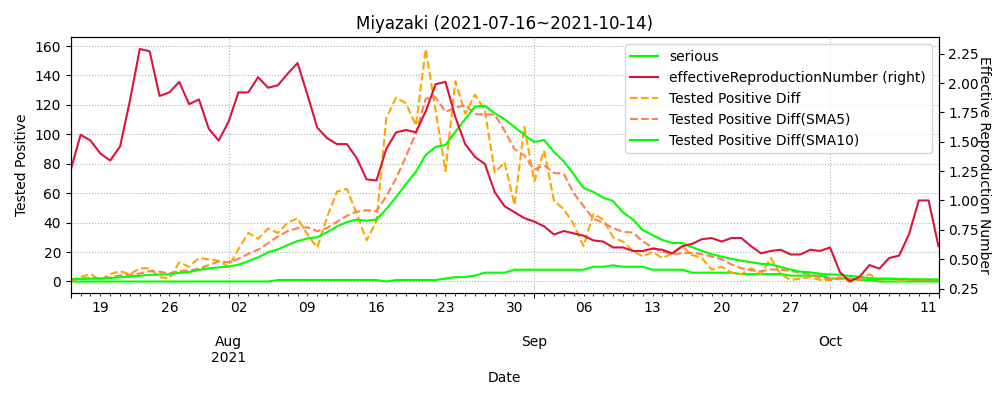 Miyazaki (2021-07-16~2021-10-14)
160
140
120
100
80
60
40
20
0
Tested Positive
2.25
2.00
1.75
1.50
1.25
1.00
0.75
0.50
0.25
Effective Reproduction Number
serious
effectiveReproductionNumber (right)
Tested Positive Diff
Tested Positive Diff(SMA5)
Tested Positive Diff(SMA10)
19 26 02 09 16 23 30 06 13 20 27 04 11
Aug Sep Oct
2021
Date